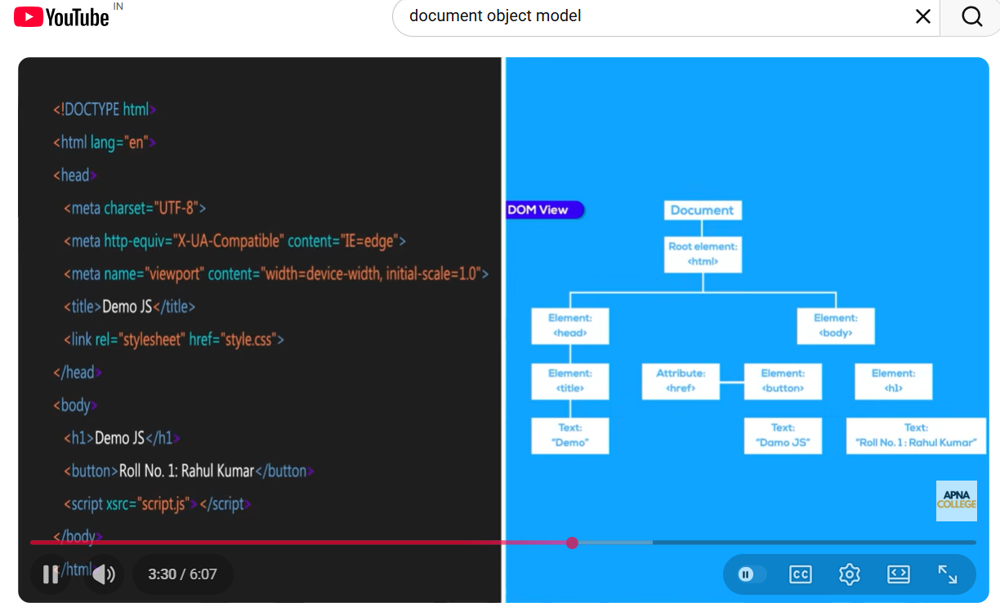 YouTube IN
document object model
<!DOCTYPE html>
<html lang="en">
<head>
<meta charset="UTF-8">
<meta http-equiv="X-UA-Compatible" content="IE=edge">
<meta name="viewport" content="width=device-width, initial-scale=1.0">
<title>Demo JS</title>
<link rel="stylesheet" href="style.css">
</head>
<body>
<h1>Demo JS</h1>
<button>Roll No. 1: Rahul Kumar</button>
<script xsrc="script.js"> </script>
</body>
</html
DOM View
Document
Root element:
<html>
Element:
<head>
Element:
<body>
Element:
<title>
Attribute:
<href>
Element:
<button>
Element:
<h1>
Text:
"Demo"
Text:
"Damo JS"
Text:
"Roll No. 1 : Rahul Kumar"
APNA
COLLEGE
3:30 / 6:07
CC